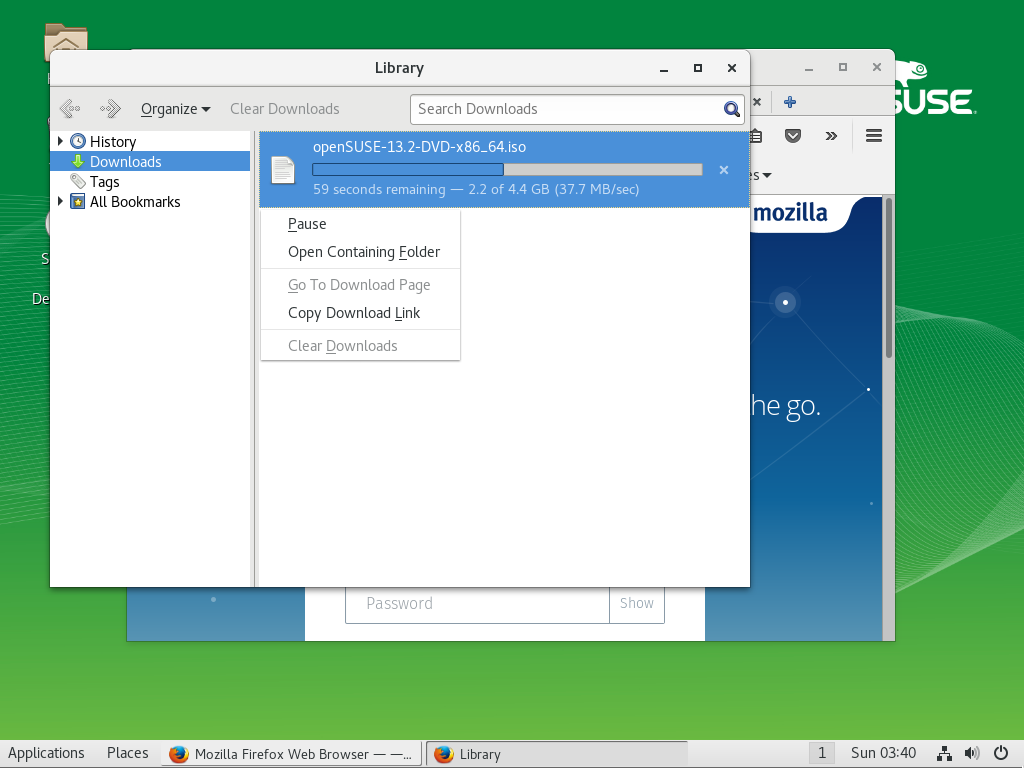 Library
Organize
Clear Downloads
Search Downloads
SUSE
History
Downloads
Tags
All Bookmarks
openSUSE-13.2-DVD-x86_64.iso
59 seconds remaining — 2.2 of 4.4 GB (37.7 MB/sec)
Pause
Open Containing Folder
Go To Download Page
Copy Download Link
Clear Downloads
mozilla
he go.
De
Password
Show
Applications
Places
Mozilla Firefox Web Browser — —...
Library
1
Sun 03:40